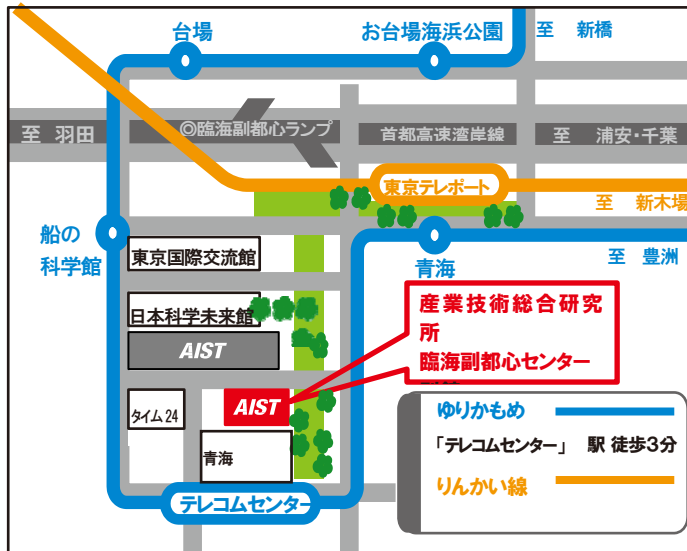 台場
お台場海浜公園
至 新橋
至 羽田
◎臨海副都心ランプ
首都高速湾岸線
至 浦安・千葉
東京テレポート
至 新木場
船の
科学館
東京国際交流館
青海
至 豊洲
日本科学未来館
AIST
産業技術総合研究
所
臨海副都心センター
タイム24
AIST
青海
テレコムセンター
ゆりかもめ
「テレコムセンター」 駅 徒歩3分
りんかい線